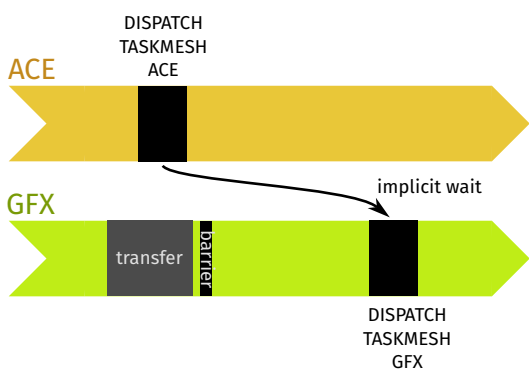 DISPATCH
TASKMESH
ACE
ACE
implicit wait
GFX
transfer
barrier
DISPATCH
TASKMESH
GFX